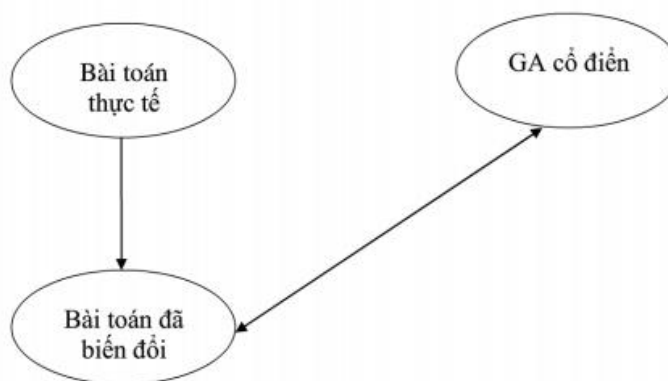 Bài toán
thực tế
GA cổ điển
Bài toán đã
biến đổi